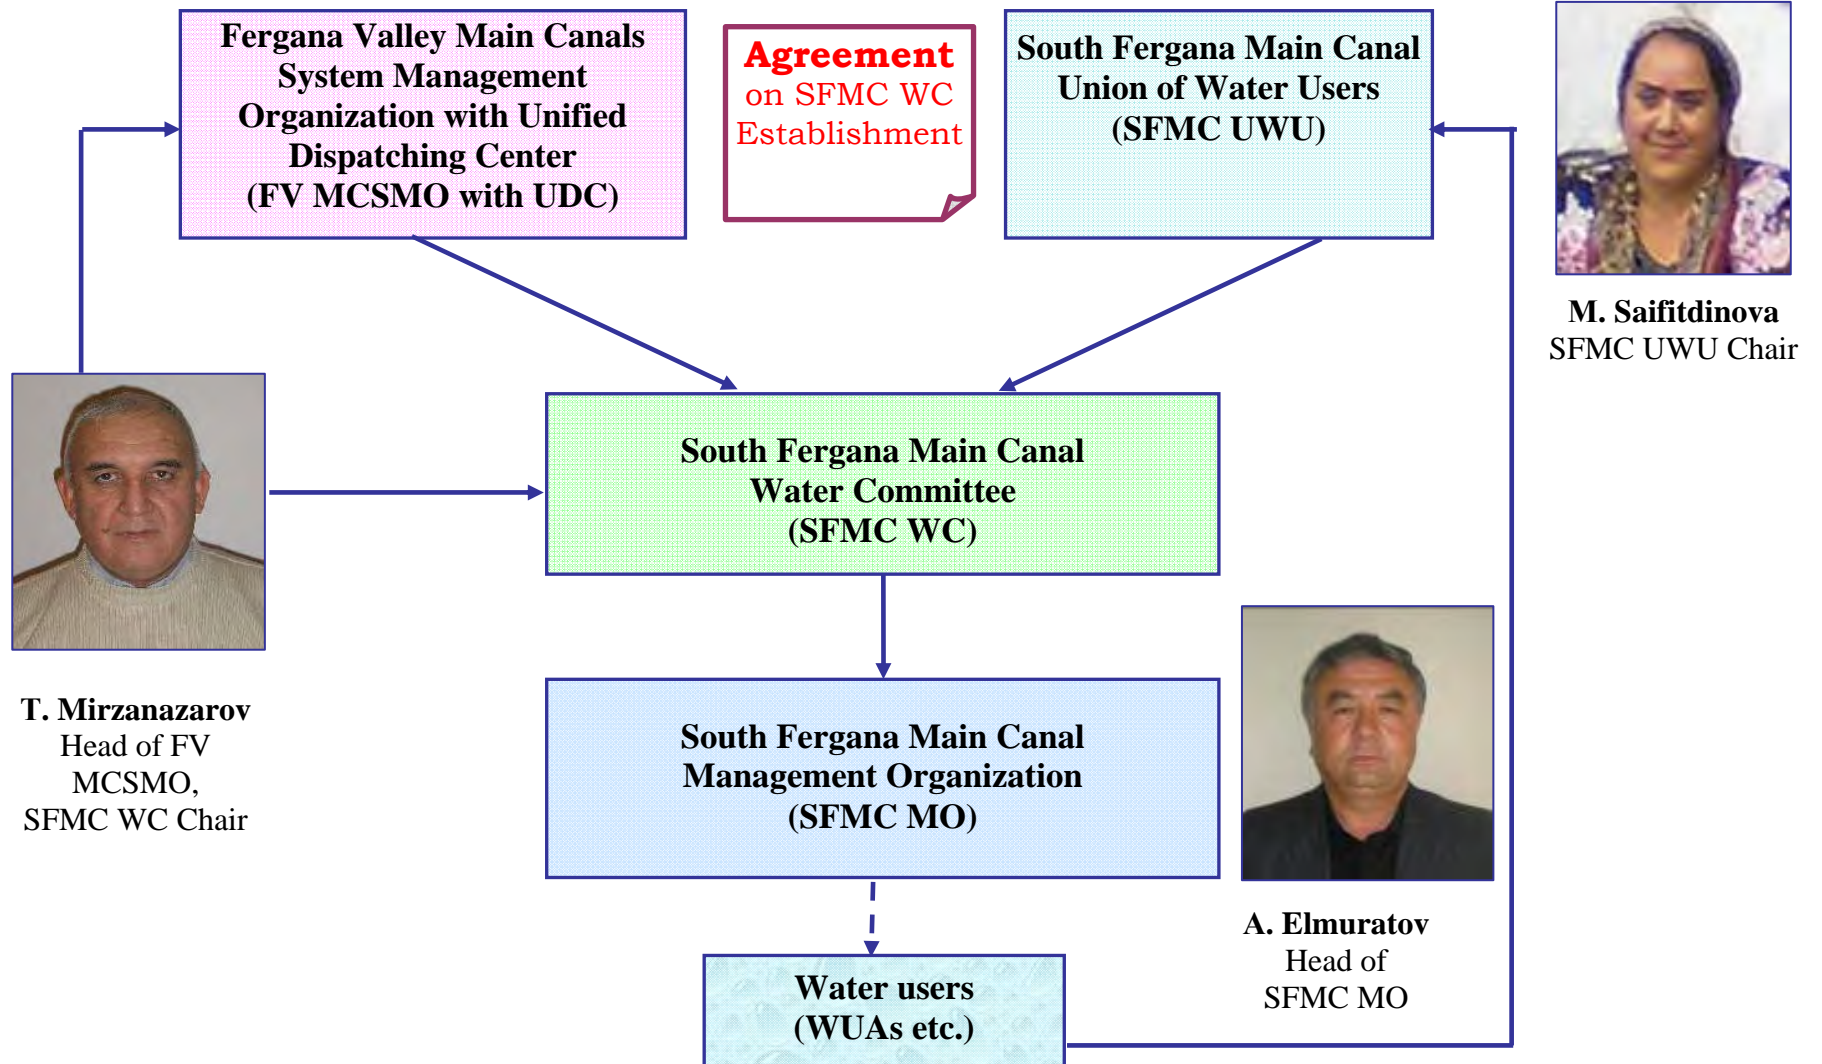 Fergana Valley Main Canals
System Management
Organization with Unified
Dispatching Center
(FV MCSMO with UDC)
Agreement
on SFMC WC
Establishment
South Fergana Main Canal
Union of Water Users
(SFMC UWU)
M. Saifitdinova
SFMC UWU Chair
South Fergana Main Canal
Water Committee
(SFMC WC)
T. Mirzanazarov
Head of FV
MCSMO,
SFMC WC Chair
South Fergana Main Canal
Management Organization
(SFMC MO)
A. Elmuratov
Head of
SFMC MO
Water users
(WUAs etc.)